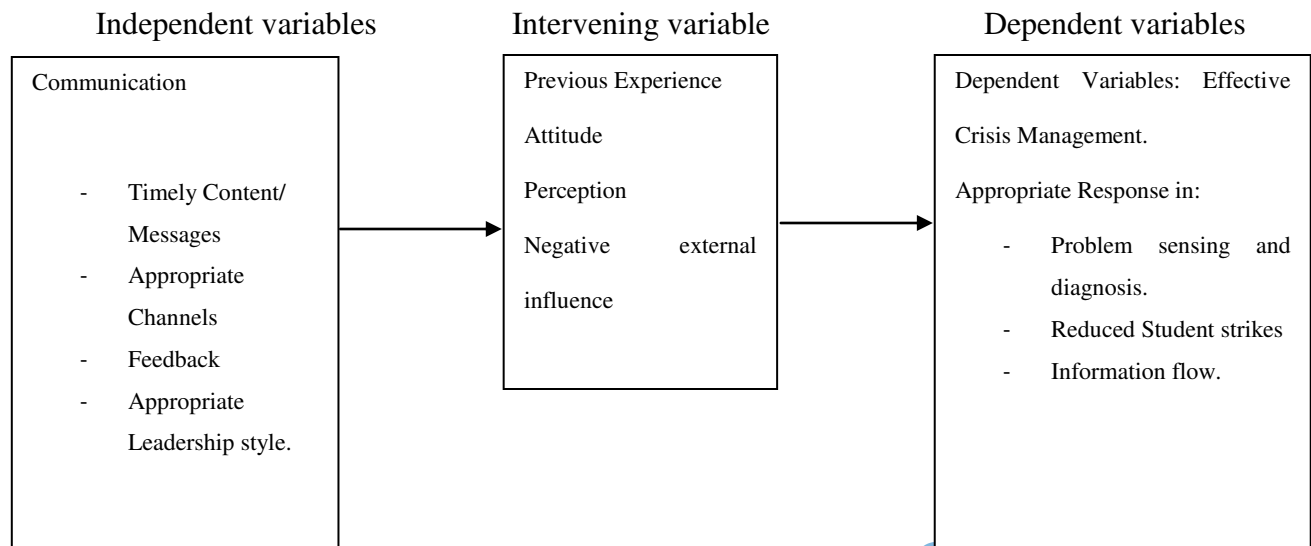 Independent variables
Intervening variable
Dependent variables
Communication
- Timely Content/
Messages
- Appropriate
Channels
- Feedback
- Appropriate
Leadership style.
Previous Experience
Attitude
Perception
Negative external
influence
Dependent Variables: Effective
Crisis Management.
Appropriate Response in:
- Problem sensing and
diagnosis.
- Reduced Student strikes
- Information flow.